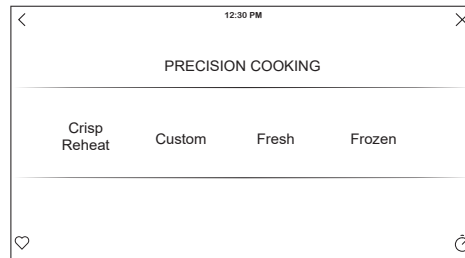 12:30 PM
PRECISION COOKING
Crisp
Reheat
Custom
Fresh
Frozen